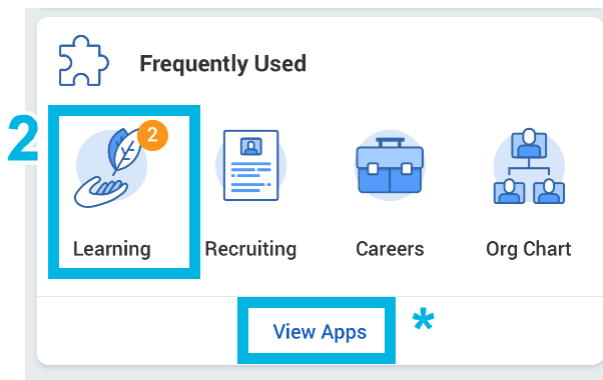 Frequently Used
2
2
Learning
Recruiting
Careers
Org Chart
View Apps
*